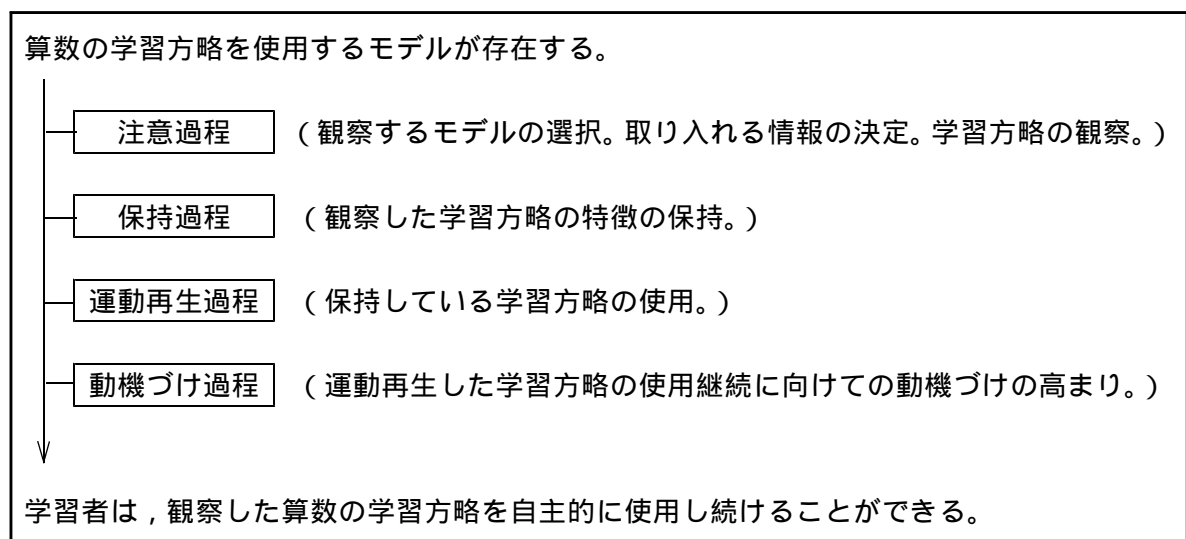 算数の学習方略を使用するモデルが存在する。
注意過程 (観察するモデルの選択。取り入れる情報の決定。学習方略の観察。)
保持過程 (観察した学習方略の特徴の保持。)
運動再生過程 (保持している学習方略の使用。)
動機づけ過程 (運動再生した学習方略の使用継続に向けての動機づけの高まり。)
学習者は,観察した算数の学習方略を自主的に使用し続けることができる。